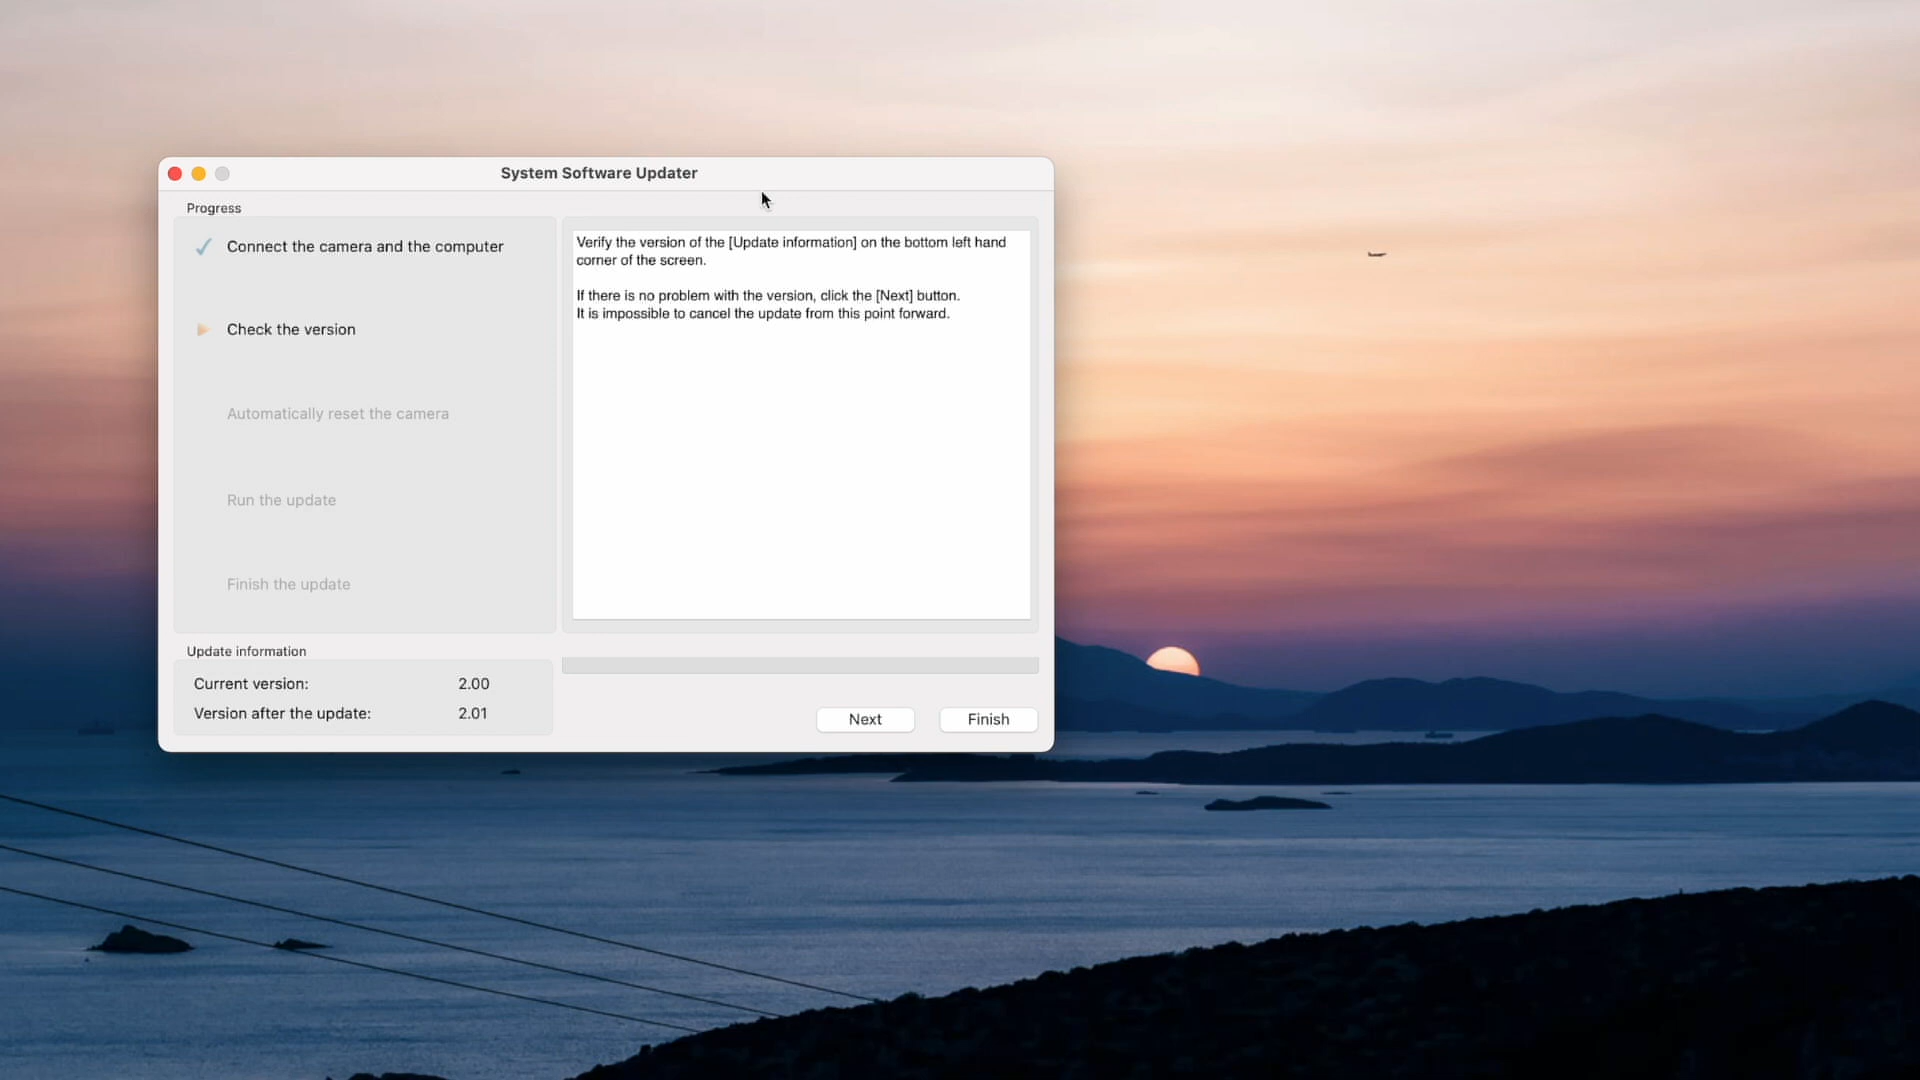 System Software Updater
Progress
Connect the camera and the computer
Check the version
Automatically reset the camera
Run the update
Finish the update
Verify the version of the [Update information] on the bottom left hand
corner of the screen.
If there is no problem with the version, click the [Next] button.
It is impossible to cancel the update from this point forward.
Update information
Current version: 2.00
Version after the update: 2.01
Next Finish